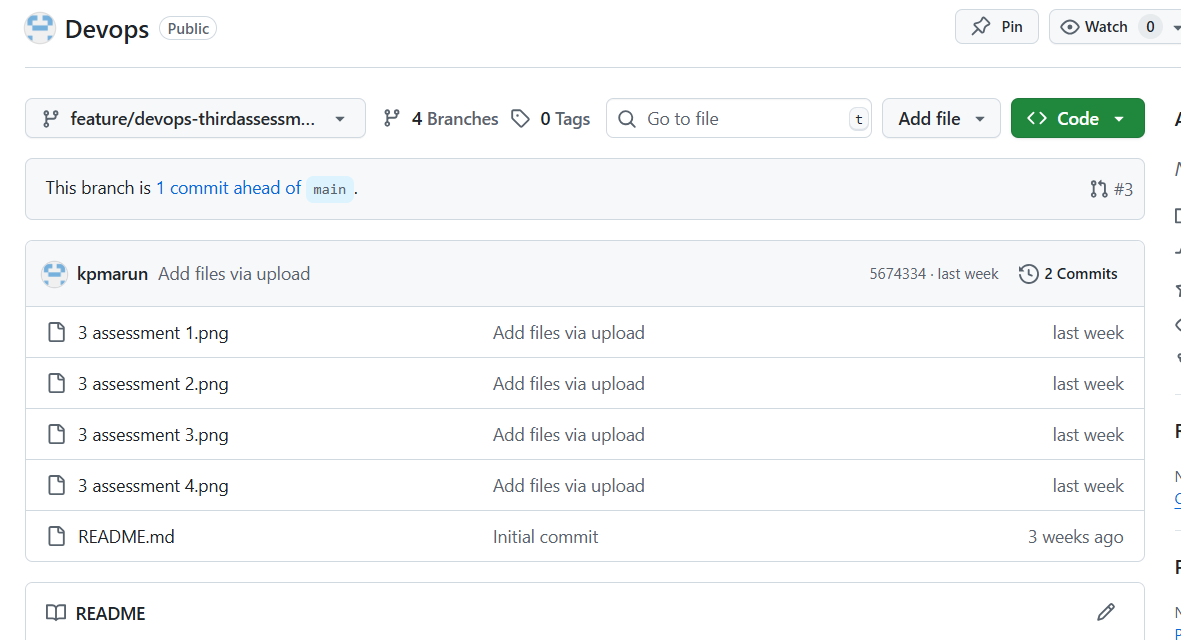 Devops Public Pin Watch 0
feature/devops-thirdassessm... 4 Branches 0 Tags Go to file t Add file Code
This branch is 1 commit ahead of main . #3
kpmarun Add files via upload 5674334 · last week 2 Commits
3 assessment 1.png Add files via upload last week
3 assessment 2.png Add files via upload last week
3 assessment 3.png Add files via upload last week
3 assessment 4.png Add files via upload last week
README.md Initial commit 3 weeks ago
README